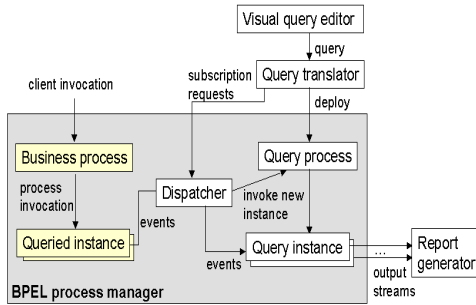 Visual query editor
query
Query translator
subscription
requests
deploy
client invocation
Business process
Query process
process
invocation
Dispatcher
invoke new
instance
events
Queried instance
Query instance
events
...
Report
generator
output
streams
BPEL process manager